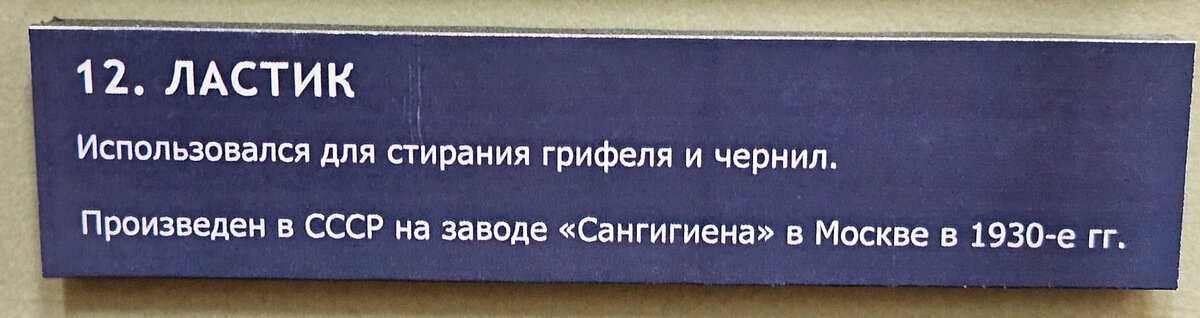 12. ЛАСТИК
Использовался для стирания грифеля и чернил.
Произведен в СССР на заводе «Сангигиена» в Москве в 1930-е гг.